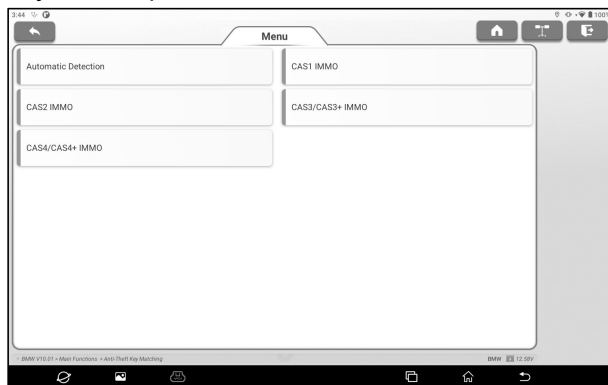 3:44
100%
Menu
Automatic Detection
CAS1 IMMO
CAS2 IMMO
CAS3/CAS3+ IMMO
CAS4/CAS4+ IMMO
BMW V10.01 > Main Functions > Anti-Theft Key Matching
BMW 12.58V